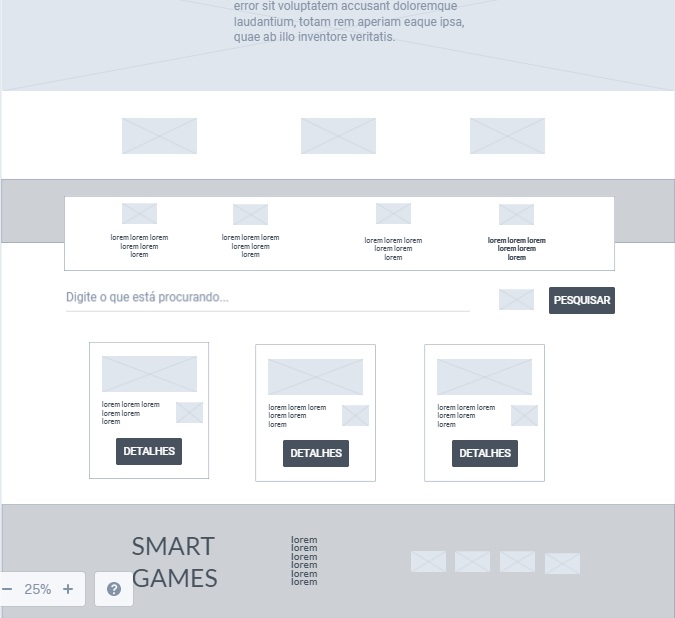 error sit voluptatem accusant doloremque
laudantium, totam rem aperiam eaque ipsa,
quae ab illo inventore veritatis.
lorem lorem lorem
lorem lorem
lorem
lorem lorem lorem
lorem lorem
lorem
lorem lorem lorem
lorem lorem
lorem
lorem lorem lorem
lorem lorem
lorem
Digite o que está procurando...
PESQUISAR
lorem lorem lorem
lorem lorem
lorem
DETALHES
lorem lorem lorem
lorem lorem
lorem
DETALHES
lorem lorem lorem
lorem lorem
lorem
DETALHES
SMART
GAMES
lorem
lorem
lorem
lorem
lorem
lorem
25%